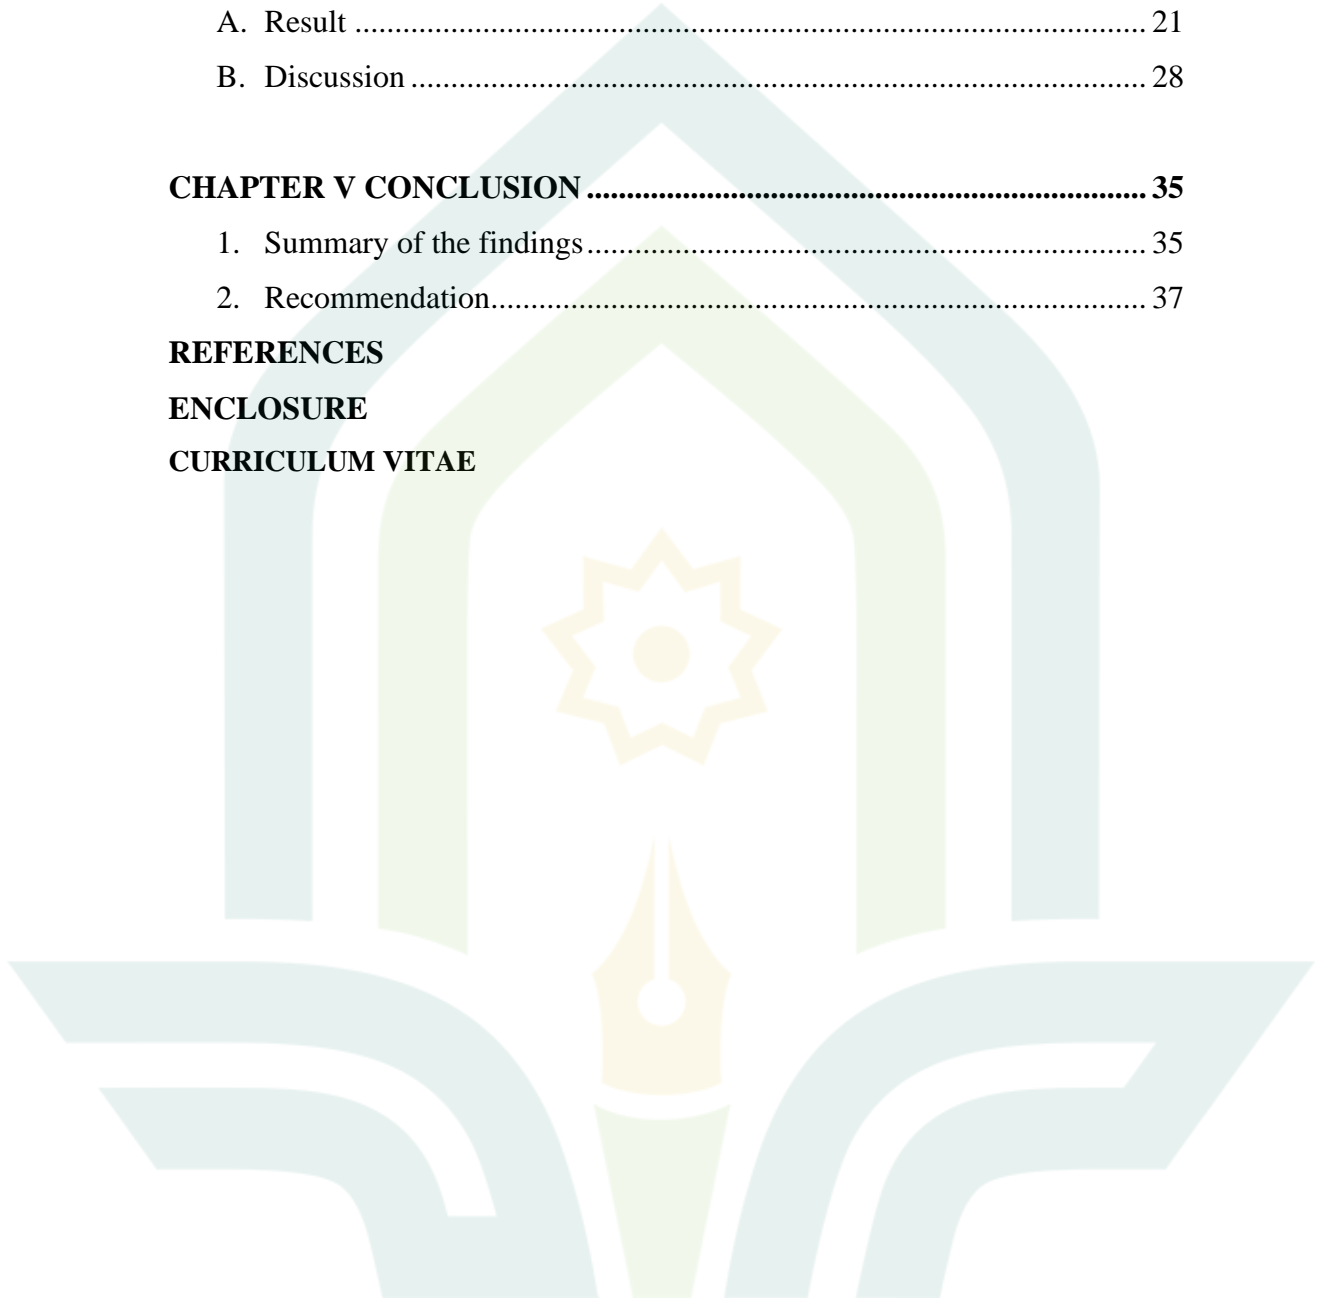 A. Result ........................................................................................................ 21
B. Discussion ................................................................................................. 28
CHAPTER V CONCLUSION .......................................................................... 35
1. Summary of the findings ......................................................................... 35
2. Recommendation...................................................................................... 37
REFERENCES
ENCLOSURE
CURRICULUM VITAE